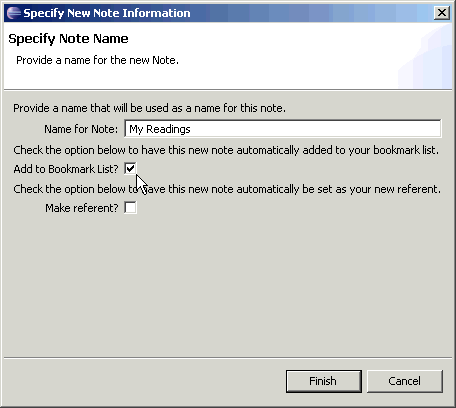 Specify New Note Information
Specify Note Name
Provide a name for the new Note.
Provide a name that will be used as a name for this note.
Name for Note: My Readings
Check the option below to have this new note automatically added to your bookmark list.
Add to Bookmark List?
Check the option below to have this new note automatically be set as your new referent.
Make referent?
Finish Cancel